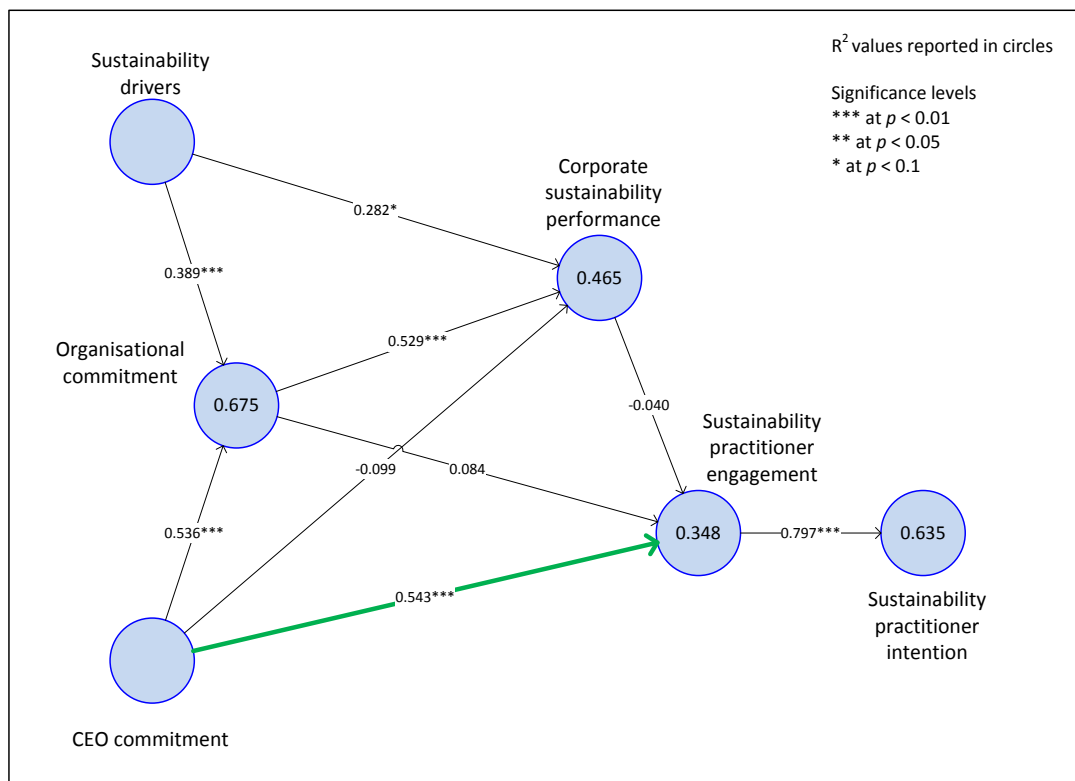 Sustainability
drivers
R² values reported in circles
Significance levels
*** at p < 0.01
** at p < 0.05
* at p < 0.1
Corporate
sustainability
performance
0.282*
0.389***
0.465
0.529***
Organisational
commitment
0.675
-0.040
Sustainability
practitioner
engagement
-0.099
0.084
0.536***
0.348
0.797***
0.635
0.543***
Sustainability
practitioner
intention
CEO commitment